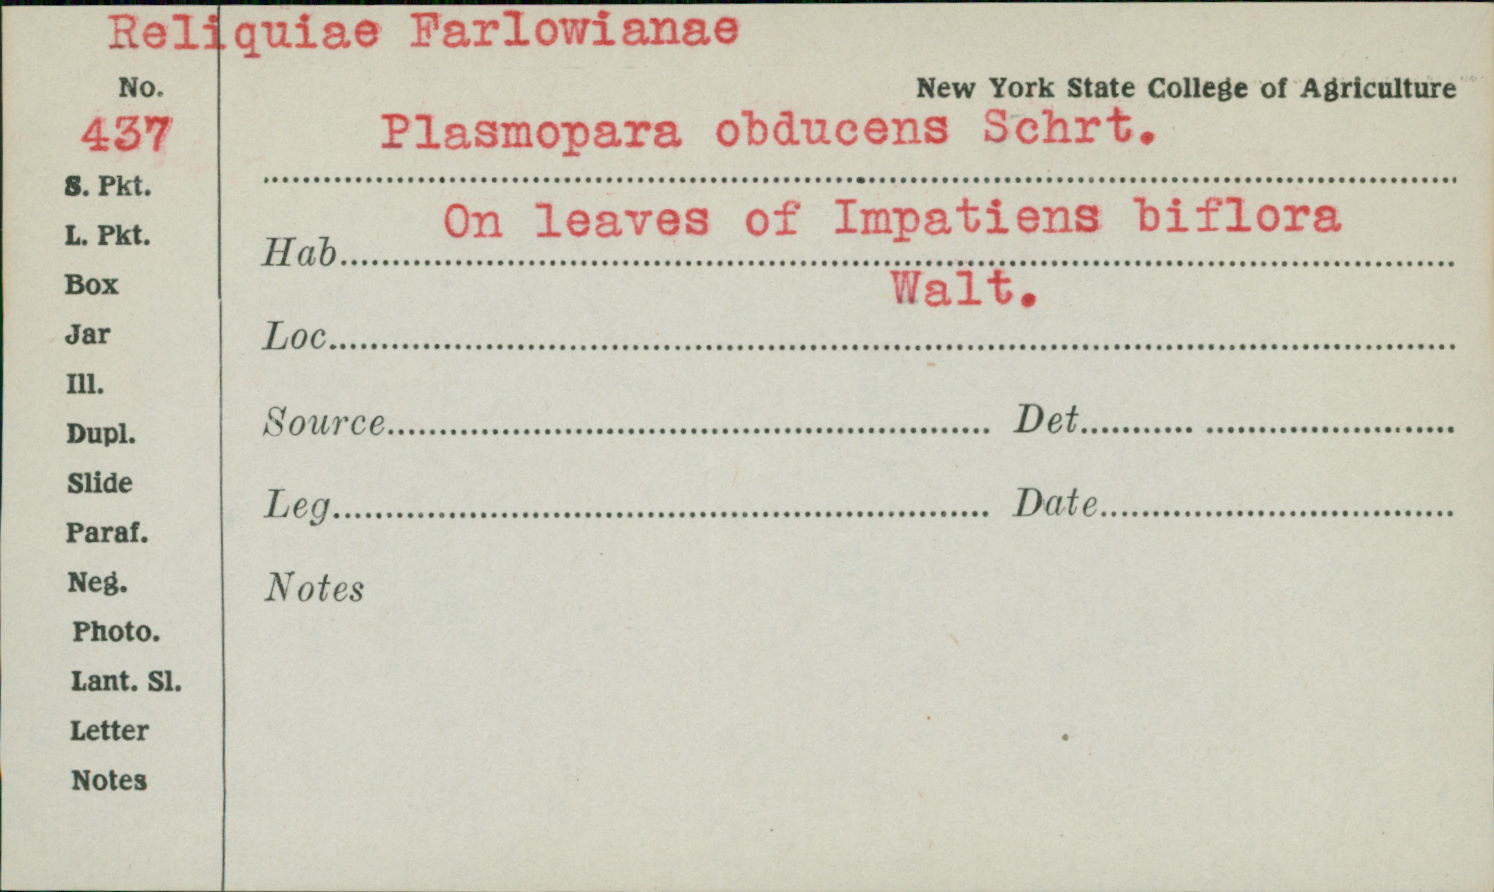 Reliquiae Farlowianae
No.
New York State College of Agriculture
437
Plasmopara obducens Schrt.
S. Pkt.
On leaves of Impatiens biflora
L. Pkt.
Hab
Box
Walt.
Jar
Loc
Ill.
Source Det
Dupl.
Slide
Leg Date
Paraf.
Neg.
Notes
Photo.
Lant. Sl.
Letter
Notes